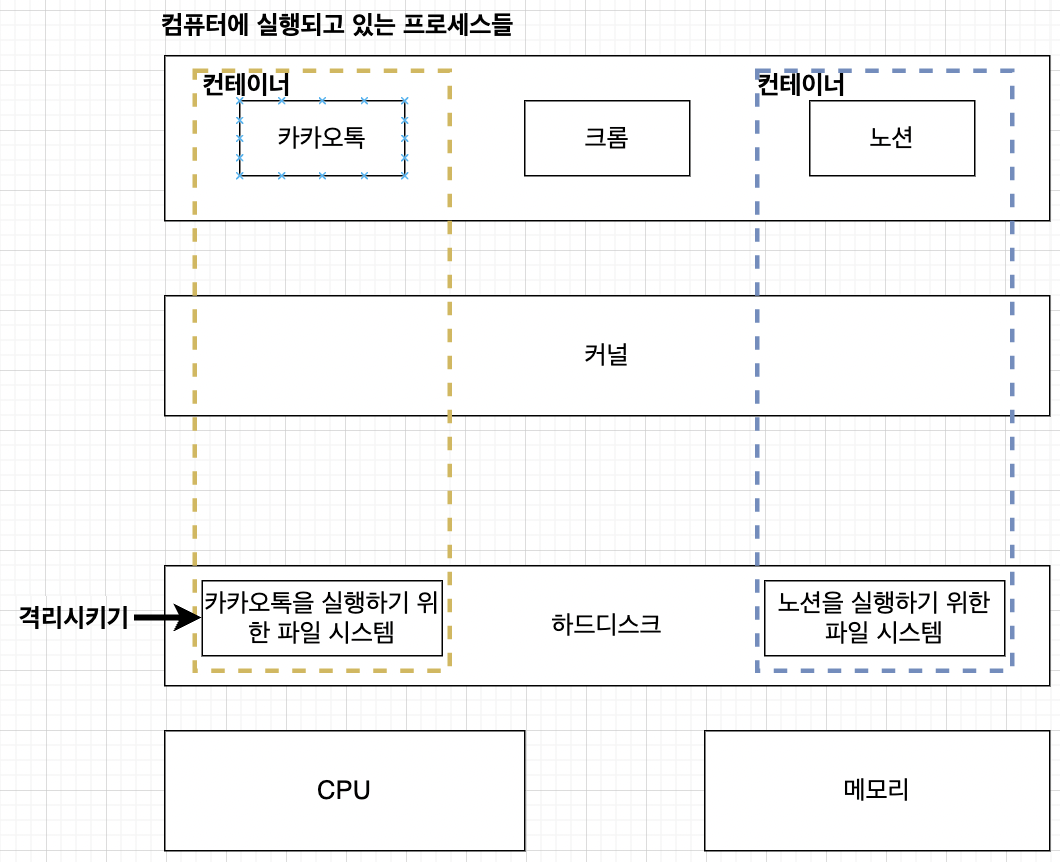 컴퓨터에 실행되고 있는 프로세스들
컨테이너
컨테이너
카카오톡
크롬
노션
커널
격리시키기
카카오톡을 실행하기 위
한 파일 시스템
하드디스크
노션을 실행하기 위한
파일 시스템
CPU
메모리